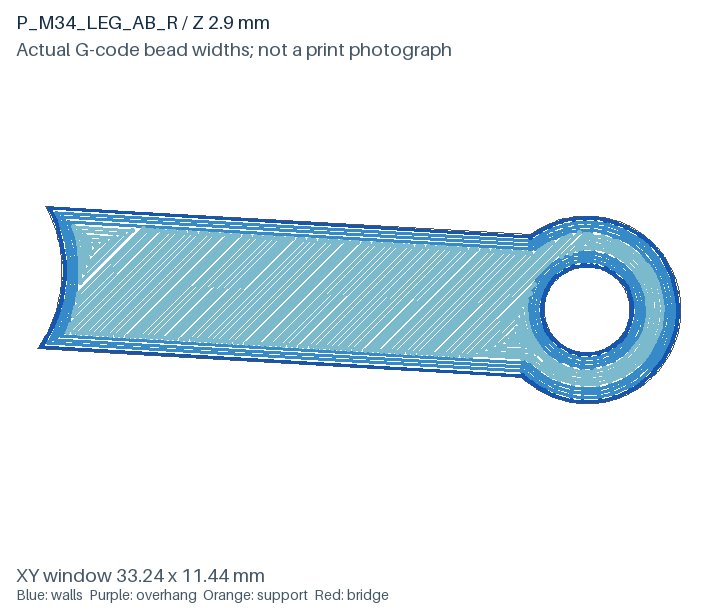 P_M34_LEG_AB_R / Z 2.9 mm
Actual G-code bead widths; not a print photograph
XY window 33.24 x 11.44 mm
Blue: walls  Purple: overhang  Orange: support  Red: bridge